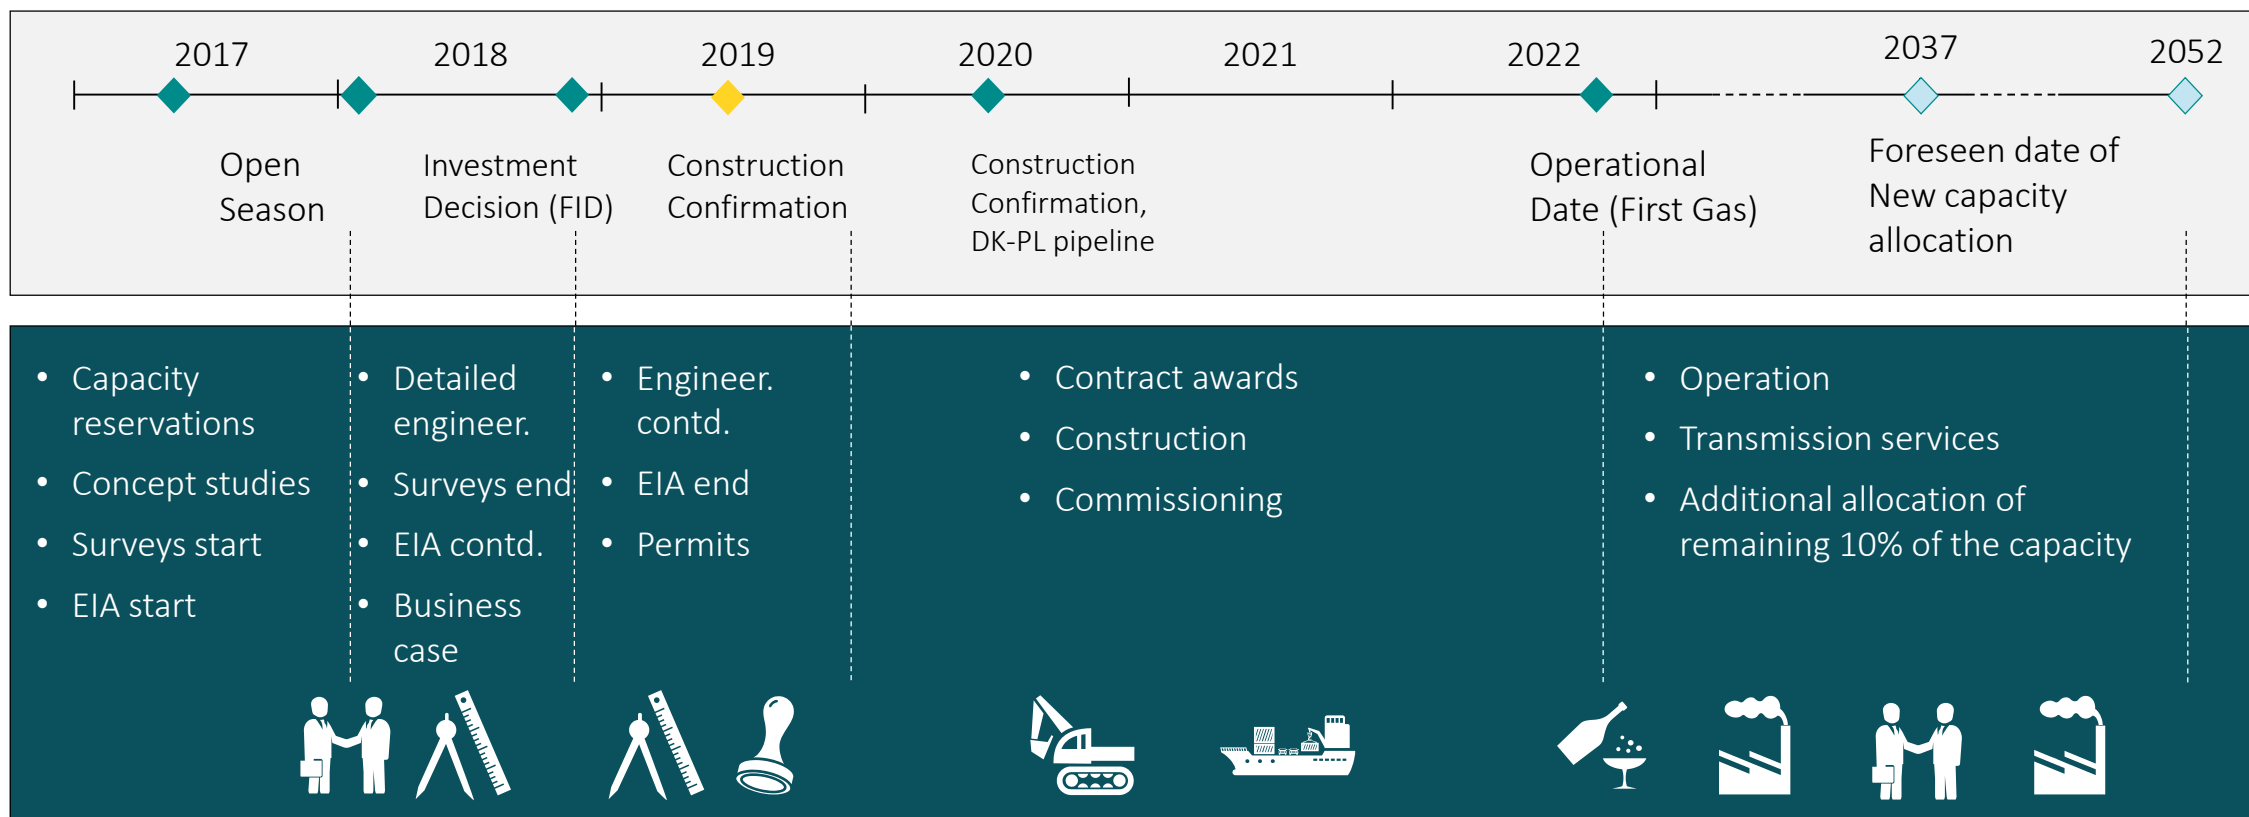 2017
2018
2019
2020
2021
2022
2037
2052
Open
Season
Investment
Decision (FID)
Construction
Confirmation
Construction
Confirmation,
DK-PL pipeline
Operational
Date (First Gas)
Foreseen date of
New capacity
allocation
• Capacity
reservations
• Concept studies
• Surveys start
• EIA start
• Detailed
engineer.
• Surveys end
• EIA contd.
• Business
case
• Engineer.
contd.
• EIA end
• Permits
• Contract awards
• Construction
• Commissioning
• Operation
• Transmission services
• Additional allocation of
remaining 10% of the capacity